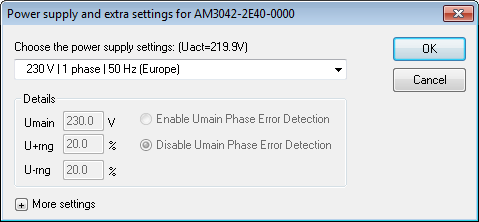 Power supply and extra settings for AM3042-2E40-0000
Choose the power supply settings: (Uact=219.9V)
OK
230 V | 1 phase | 50 Hz (Europe)
Cancel
Details
Umain 230.0 V
Enable Umain Phase Error Detection
U+rng 20.0 %
Disable Umain Phase Error Detection
U-rng 20.0 %
More settings